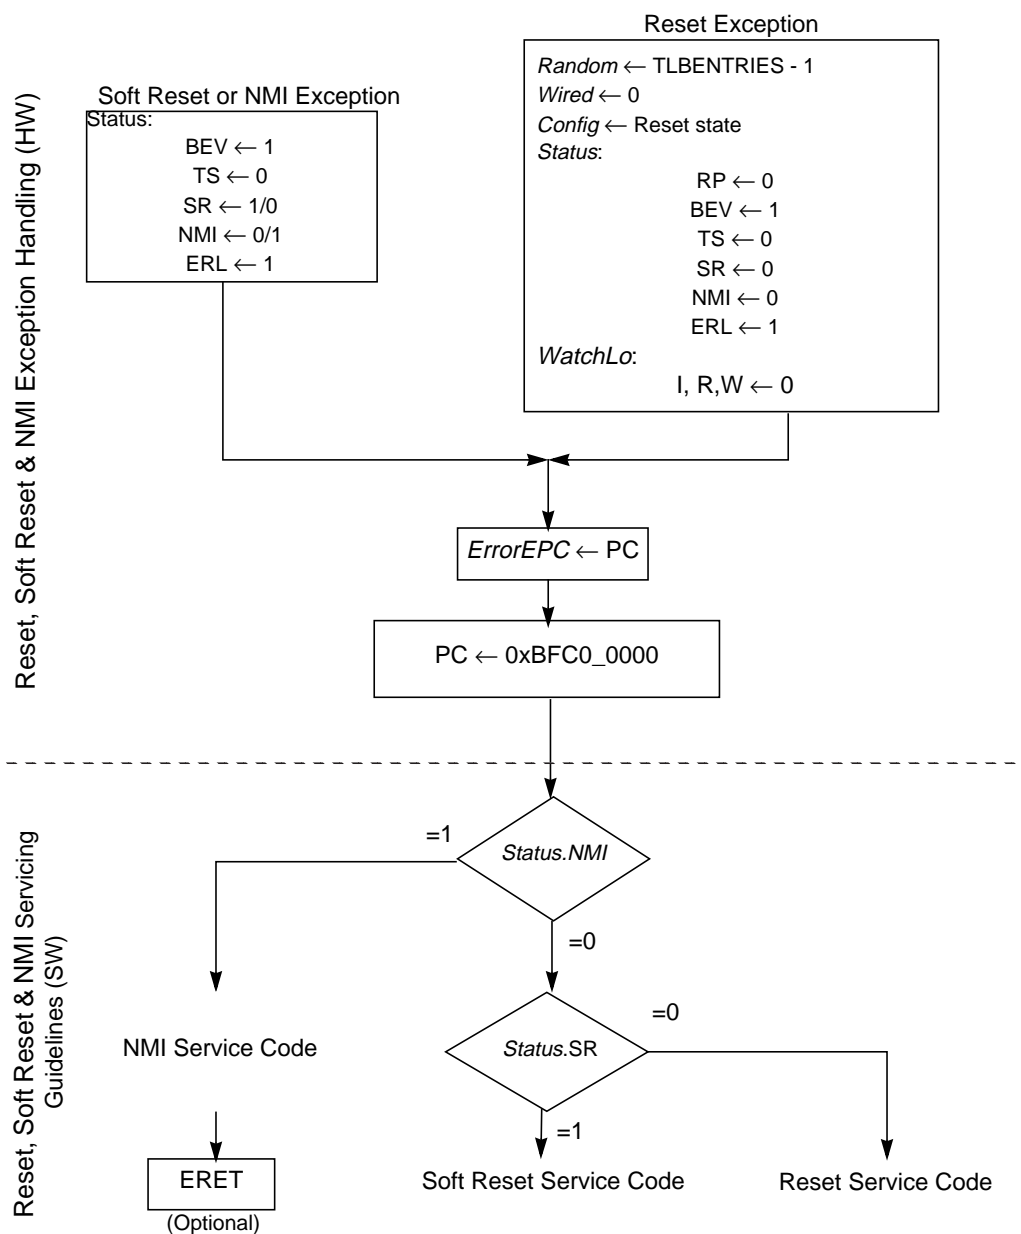 Reset Exception
Random ← TLBENTRIES - 1
Wired ← 0
Config ← Reset state
Status:
RP ← 0
BEV ← 1
TS ← 0
SR ← 0
NMI ← 0
ERL ← 1
WatchLo:
I, R,W ← 0
Soft Reset or NMI Exception
Status:
BEV ← 1
TS ← 0
SR ← 1/0
NMI ← 0/1
ERL ← 1
Reset, Soft Reset & NMI Exception Handling (HW)
ErrorEPC ← PC
PC ← 0xBFC0_0000
Reset, Soft Reset & NMI Servicing
Guidelines (SW)
=1
Status.NMI
=0
NMI Service Code
Status.SR
=0
=1
ERET
(Optional)
Soft Reset Service Code
Reset Service Code